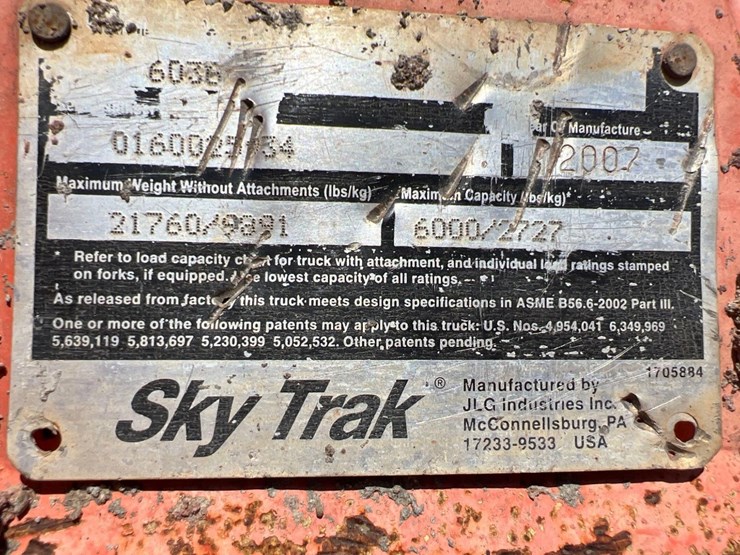 6036
ar Of Manufacture
2007
Maximum Weight Without Attachments (lbs/kg)
Maximum Capacity (lbs/kg)*
21760/9891
6000/2727
* Refer to load capacity chart for truck with attachment, and individual load ratings stamped
on forks, if equipped. Use lowest capacity of all ratings.
As released from factory this truck meets design specifications in ASME B56.6-2002 Part III.
One or more of the following patents may apply to this truck: U.S. Nos. 4,954,041 6,349,969
5,639,119 5,813,697 5,230,399 5,052,532. Other patents pending.
1705884
Sky Trak®
Manufactured by
JLG Industries Inc.
McConnellsburg, PA
17233-9533 USA